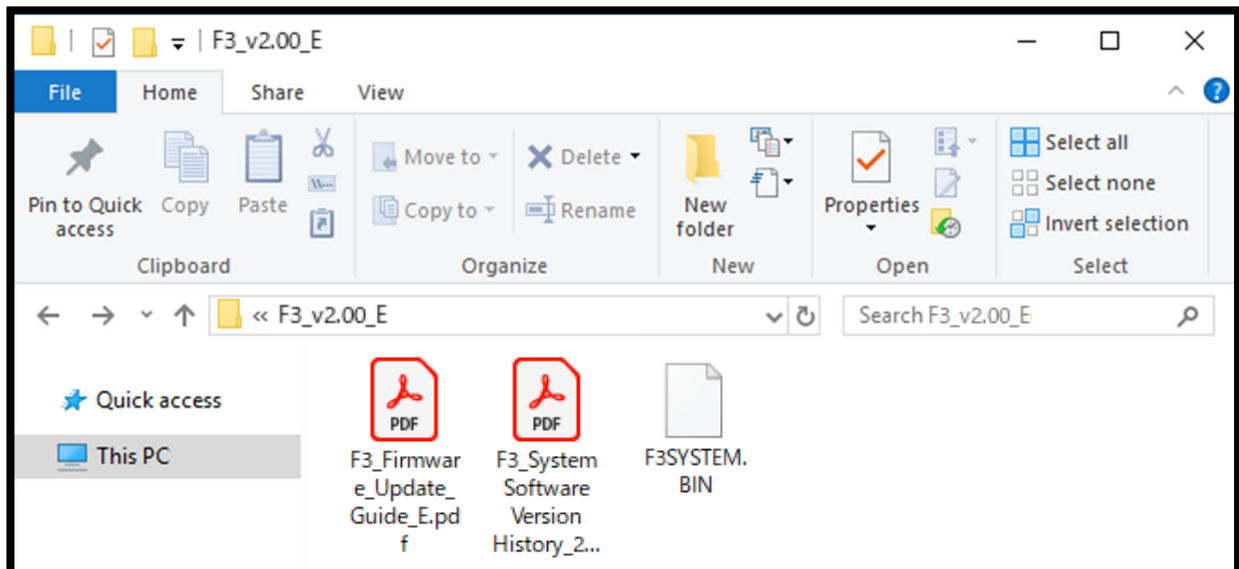 F3_v2.00_E
File Home Share View
Pin to Quick
access
Copy
Paste
Move to
Copy to
Delete
Rename
New
folder
Properties
Select all
Select none
Invert selection
Clipboard Organize New Open Select
« F3_v2.00_E
Search F3_v2.00_E
Quick access
This PC
PDF
F3_Firmwar
e_Update_
Guide_E.pd
f
PDF
F3_System
Software
Version
History_2...
F3SYSTEM.
BIN